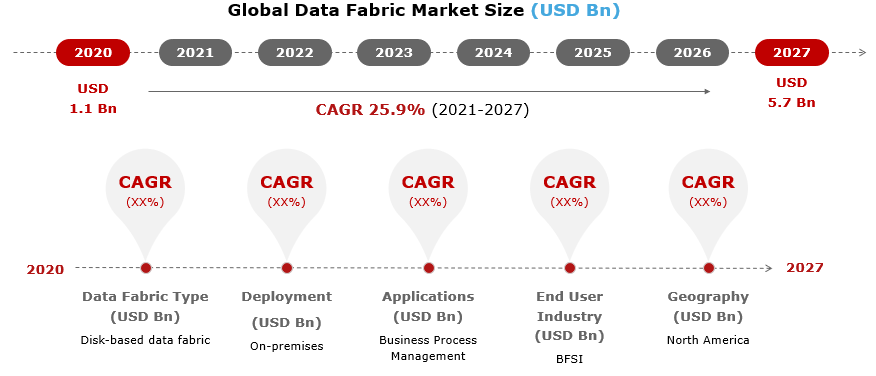 Global Data Fabric Market Size (USD Bn)
2020 2021 2022 2023 2024 2025 2026 2027
USD
1.1 Bn
USD
5.7 Bn
CAGR 25.9% (2021-2027)
CAGR
(XX%)
CAGR
(XX%)
CAGR
(XX%)
CAGR
(XX%)
CAGR
(XX%)
2020
2027
Data Fabric Type
(USD Bn)
Disk-based data fabric
Deployment
(USD Bn)
On-premises
Applications
(USD Bn)
Business Process
Management
End User
Industry
(USD Bn)
BFSI
Geography
(USD Bn)
North America